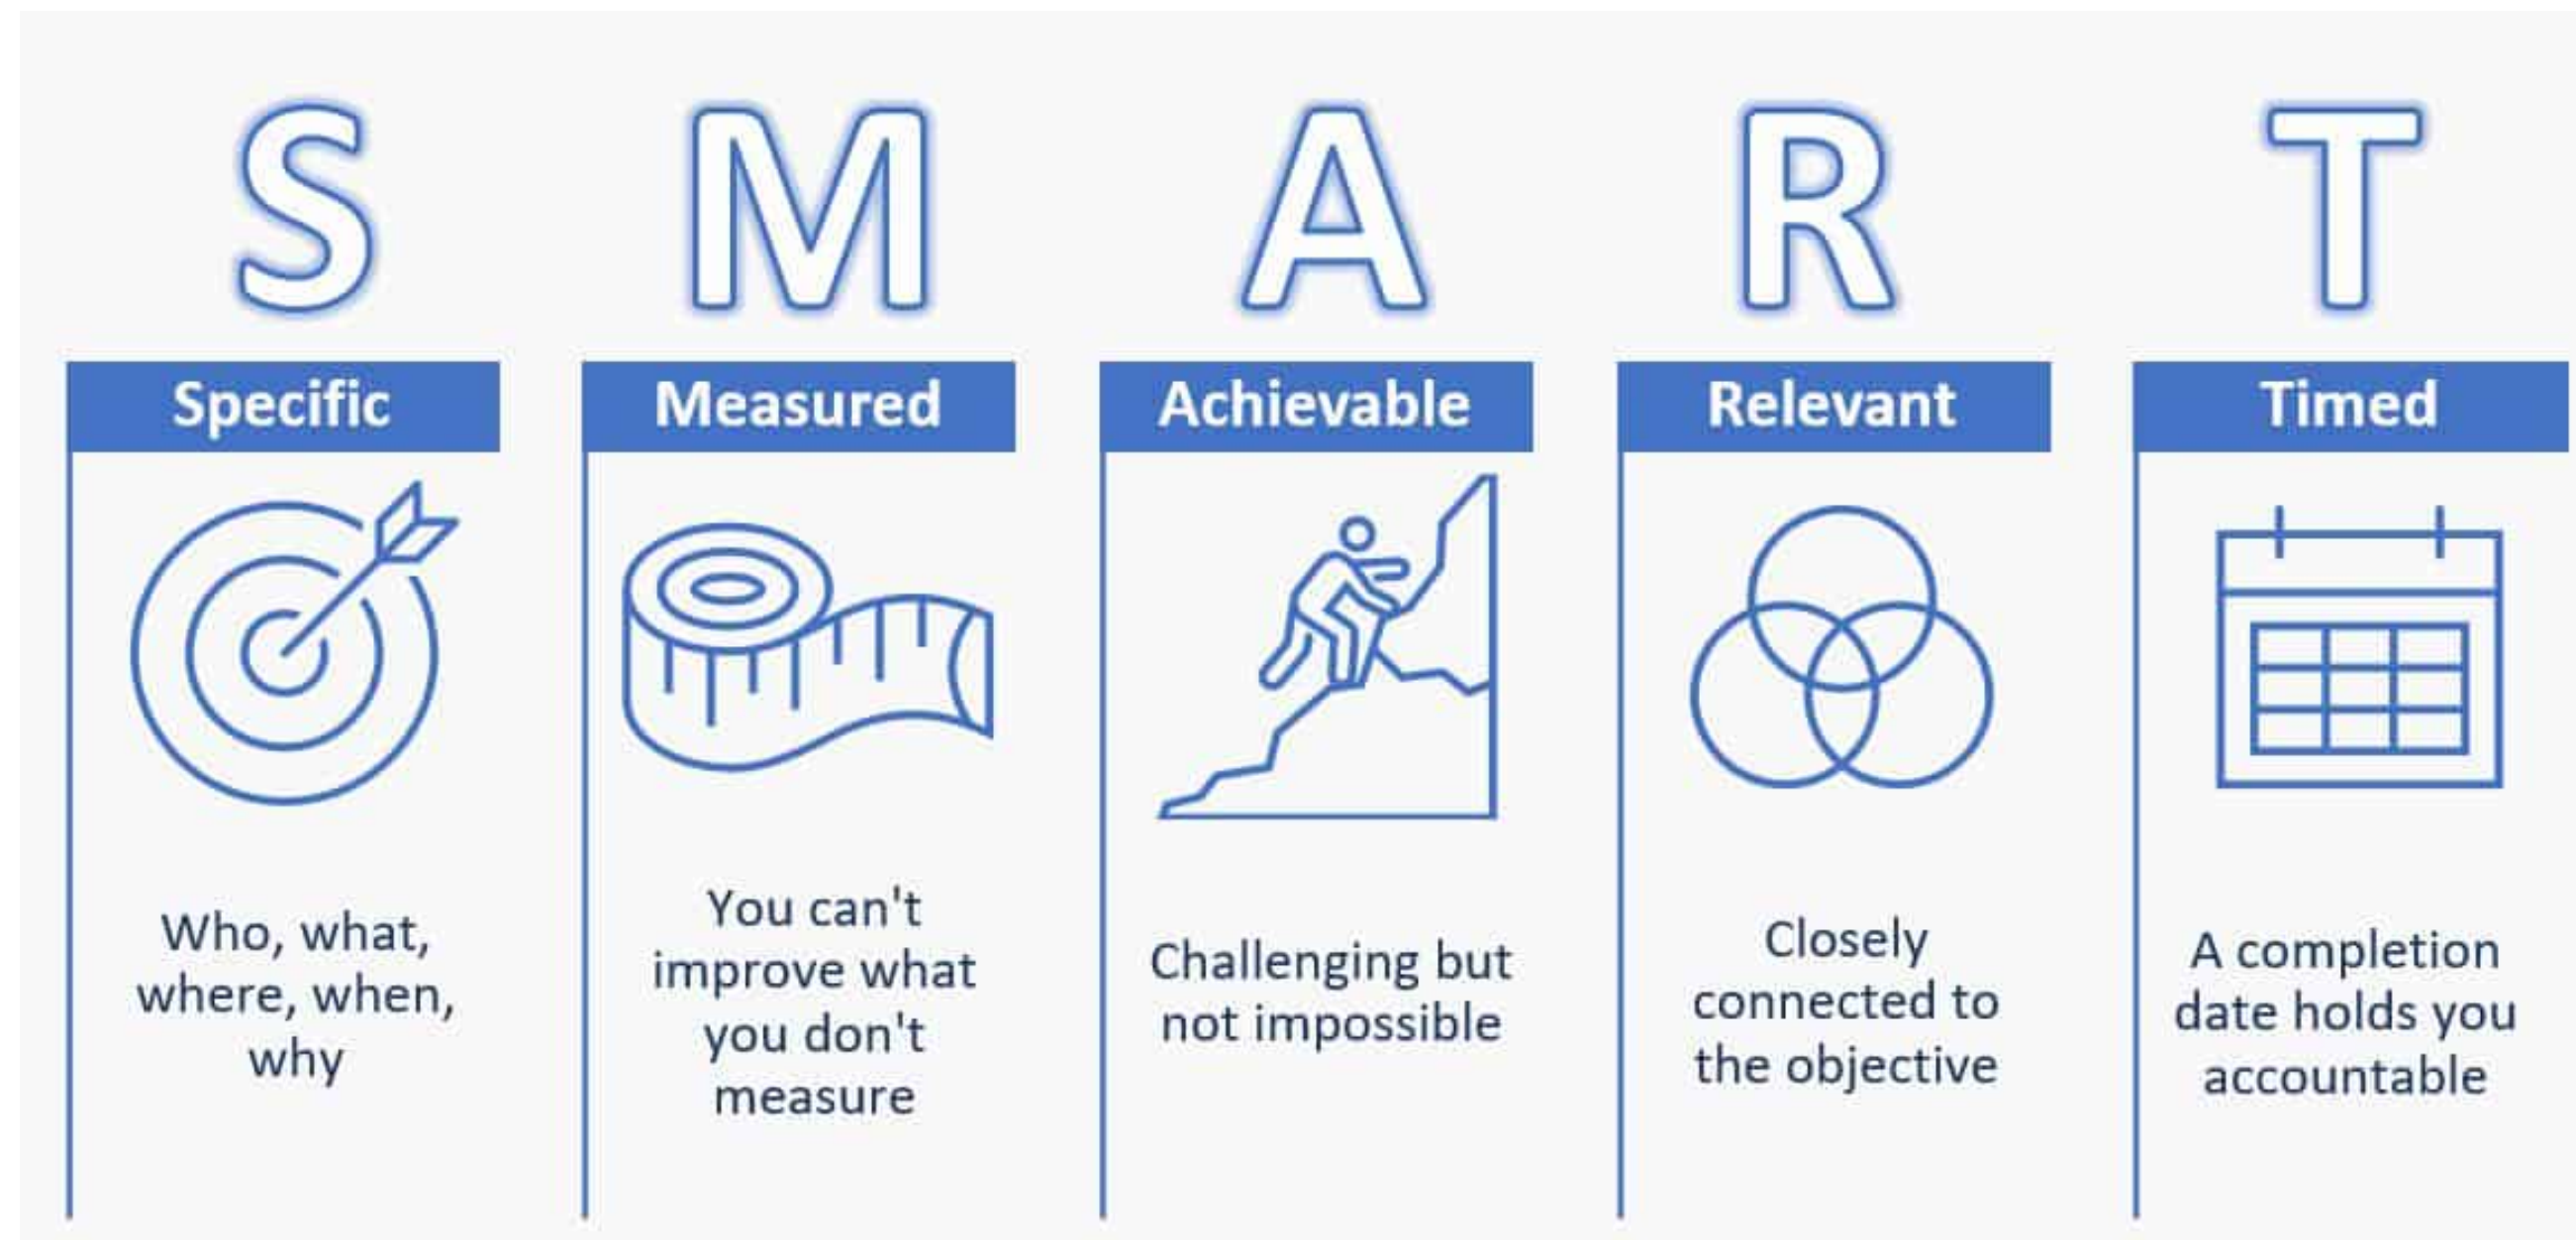 S
M
A
R
T
Specific
Who, what,
where, when,
why
Measured
You can't
improve what
you don't
measure
Achievable
Challenging but
not impossible
Relevant
Closely
connected to
the objective
Timed
A completion
date holds you
accountable